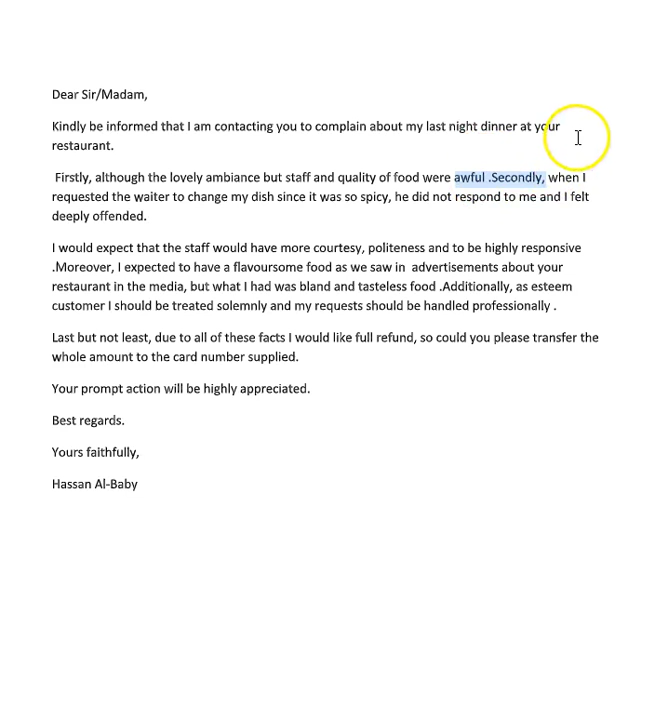 Dear Sir/Madam,
Kindly be informed that I am contacting you to complain about my last night dinner at your
restaurant.
Firstly, although the lovely ambiance but staff and quality of food were awful .Secondly, when I
requested the waiter to change my dish since it was so spicy, he did not respond to me and I felt
deeply offended.
I would expect that the staff would have more courtesy, politeness and to be highly responsive
.Moreover, I expected to have a flavoursome food as we saw in  advertisements about your
restaurant in the media, but what I had was bland and tasteless food .Additionally, as esteem
customer I should be treated solemnly and my requests should be handled professionally .
Last but not least, due to all of these facts I would like full refund, so could you please transfer the
whole amount to the card number supplied.
Your prompt action will be highly appreciated.
Best regards.
Yours faithfully,
Hassan Al-Baby